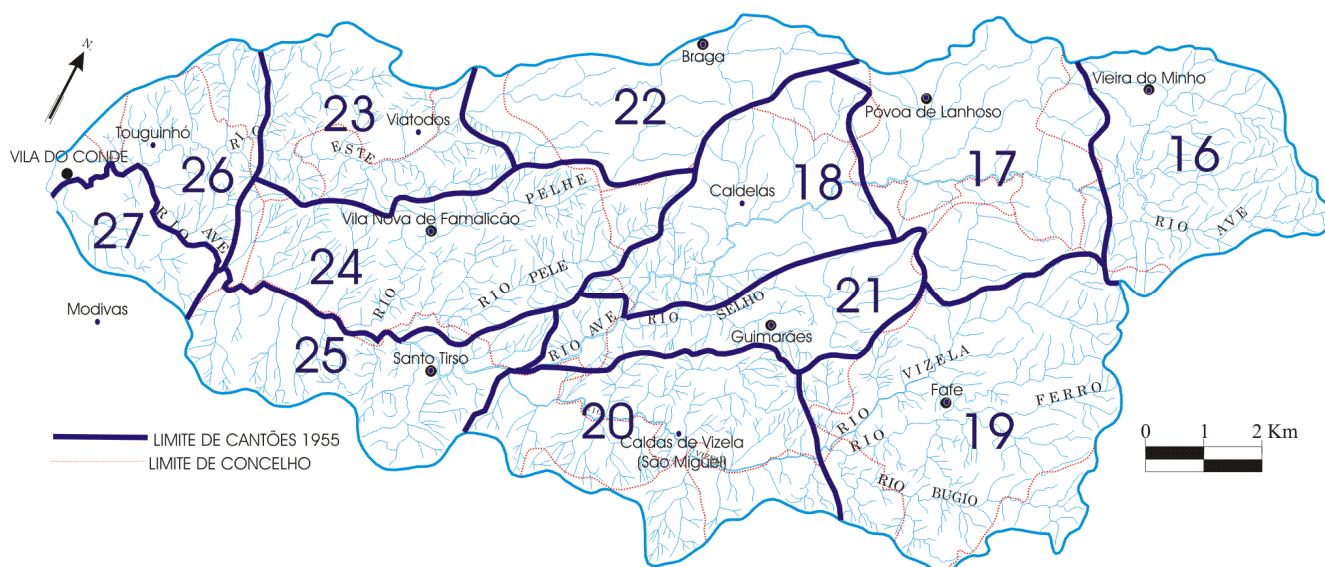 N.
Braga
22
23
Viatodos
ESTE
RIO
Touguinhó
VILA DO CONDE
26
27
RIO AVE
Modivas
Póvoa de Lanhoso
17
Vieira do Minho
16
RIO AVE
Caldelas
18
PELHE
Vila Nova de Famalicão
24
RIO
RIO PELE
25
Santo Tirso
RIO AVE
RIO SELHO
21
Guimarães
20
Caldas de Vizela
(São Miguel)
VIZELA
RIO
Fafe
FERRO
RIO
19
RIO BUGIO
LIMITE DE CANTÕES 1955
LIMITE DE CONCELHO
0 1 2 Km